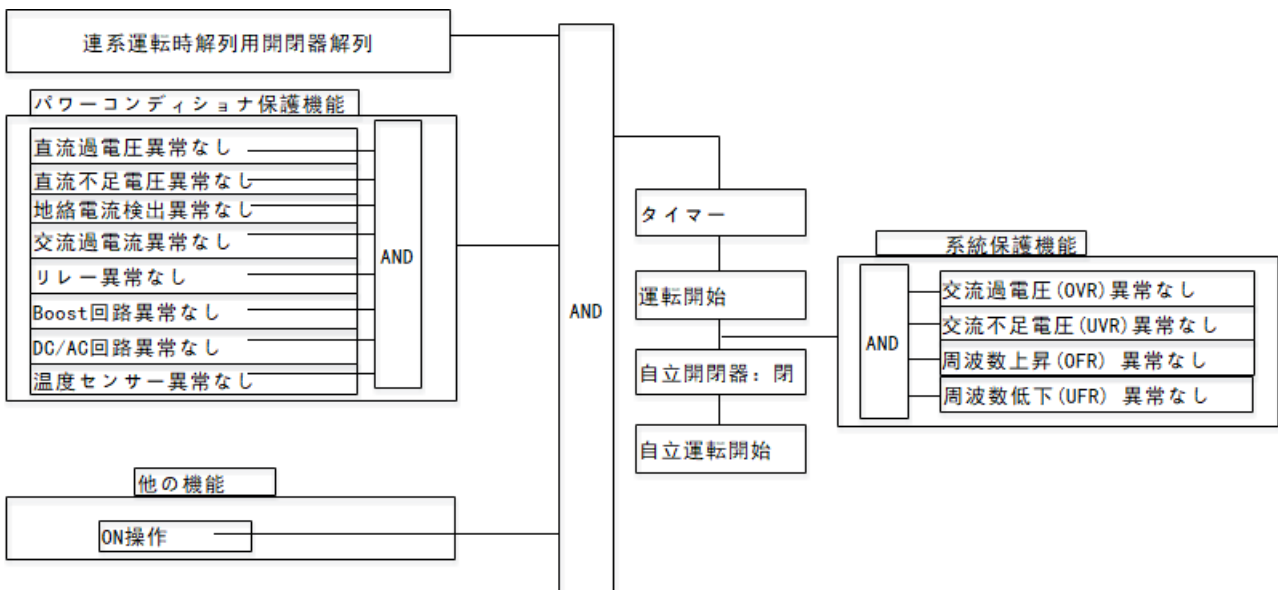 連系運転時解列用開閉器解列
パワーコンディショナ保護機能
直流過電圧異常なし
直流不足電圧異常なし
地絡電流検出異常なし
交流過電流異常なし
リレー異常なし
Boost回路異常なし
DC/AC回路異常なし
温度センサー異常なし
AND
他の機能
ON操作
AND
タイマー
運転開始
自立開閉器：閉
自立運転開始
系統保護機能
AND
交流過電圧(OVR)異常なし
交流不足電圧(UVR)異常なし
周波数上昇(OFR) 異常なし
周波数低下(UFR) 異常なし